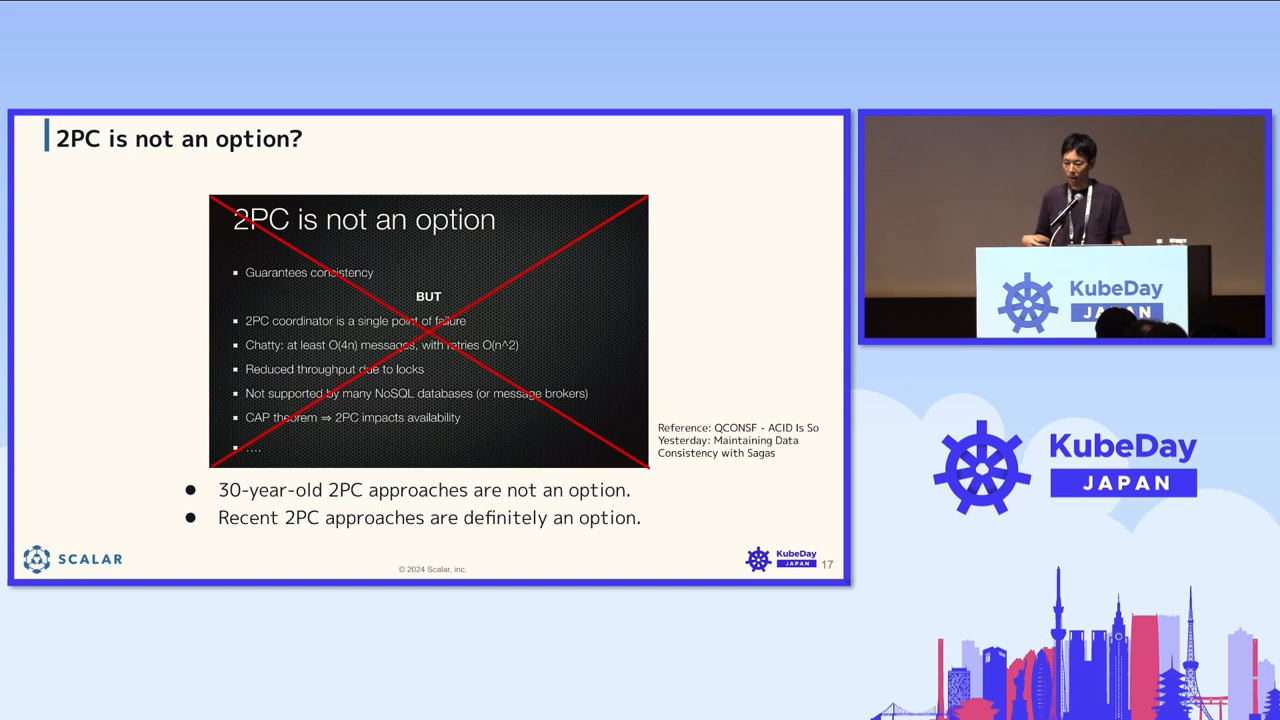 2PC is not an option?
2PC is not an option
▪ Guarantees consistency
BUT
▪ 2PC coordinator is a single point of failure
▪ Chatty: at least O(4n) messages, with retries O(n^2)
▪ Reduced throughput due to locks
▪ Not supported by many NoSQL databases (or message brokers)
▪ CAP theorem ⇒ 2PC impacts availability
▪ ....
Reference: QCONSF - ACID Is So
Yesterday: Maintaining Data
Consistency with Sagas
● 30-year-old 2PC approaches are not an option.
● Recent 2PC approaches are definitely an option.
SCALAR
© 2024 Scalar, inc.
KubeDay
JAPAN
17
KubeDay
JAPAN
KubeDay
JAPAN